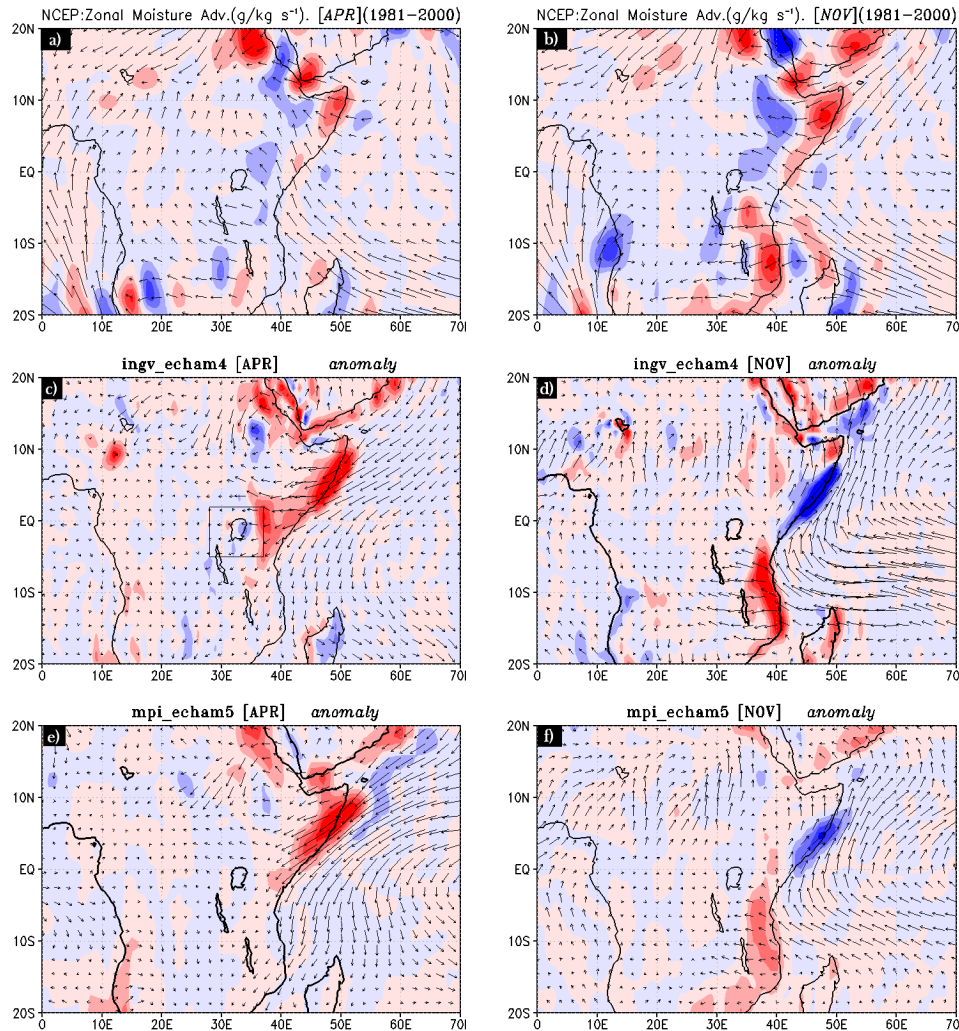 NCEP:Zonal Moisture Adv.(g/kg s⁻¹). [APR](1981−2000)
NCEP:Zonal Moisture Adv.(g/kg s⁻¹). [NOV](1981−2000)
20N
a)
10N
EQ
10S
20S
0 10E 20E 30E 40E 50E 60E 70
20N
b)
10N
EQ
10S
20S
0 10E 20E 30E 40E 50E 60E 70E
ingv_echam4 [APR] anomaly
ingv_echam4 [NOV] anomaly
20N
c)
10N
EQ
10S
20S
0 10E 20E 30E 40E 50E 60E 70
20N
d)
10N
EQ
10S
20S
0 10E 20E 30E 40E 50E 60E 70E
mpi_echam5 [APR] anomaly
mpi_echam5 [NOV] anomaly
20N
e)
10N
EQ
10S
20S
0 10E 20E 30E 40E 50E 60E 70
20N
f)
10N
EQ
10S
20S
0 10E 20E 30E 40E 50E 60E 70E